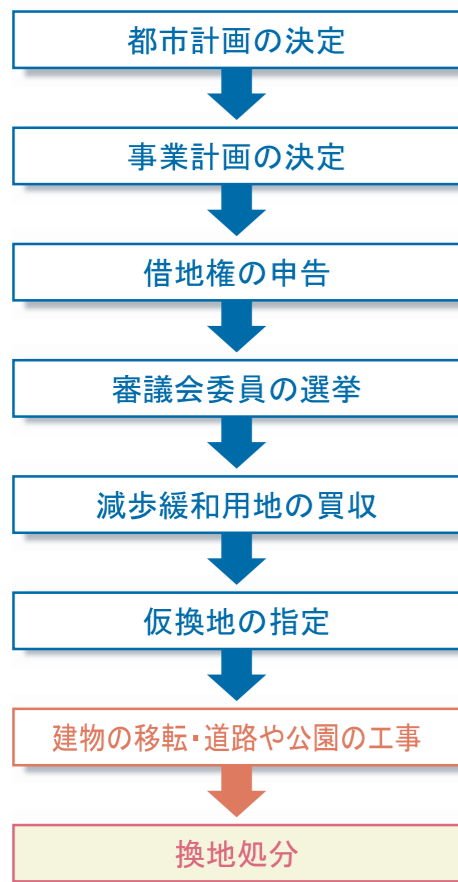 都市計画の決定
事業計画の決定
借地権の申告
審議会委員の選挙
減歩緩和用地の買収
仮換地の指定
建物の移転・道路や公園の工事
換地処分